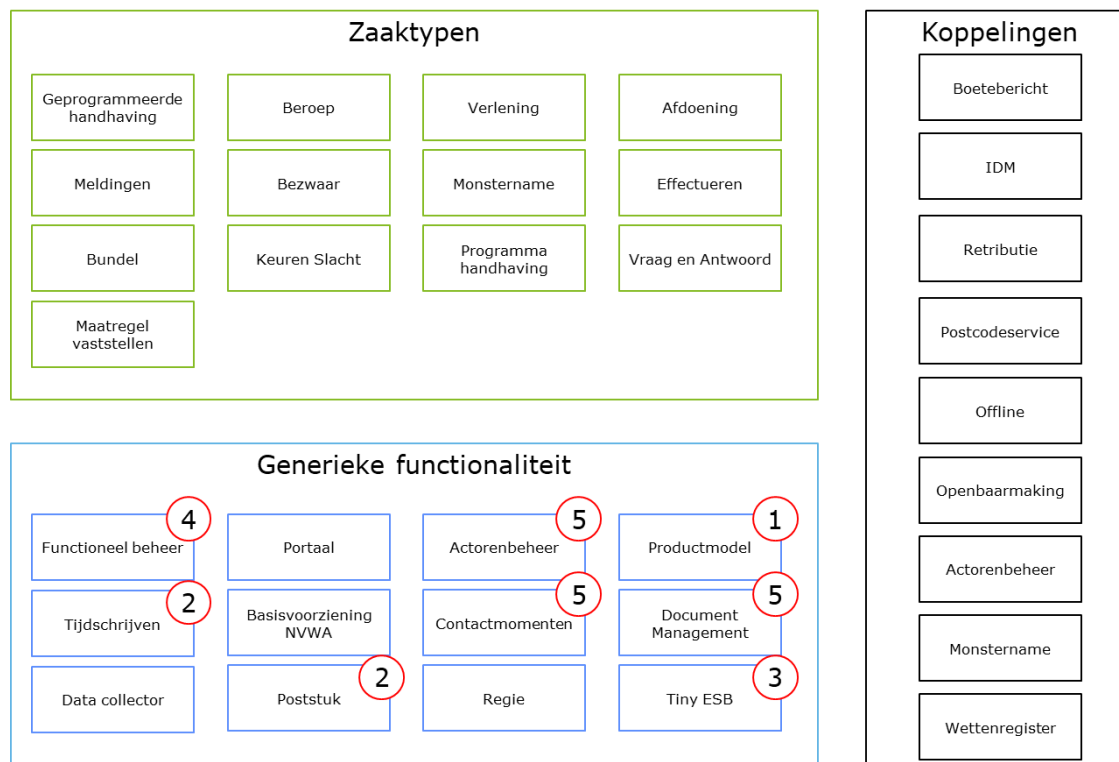 Zaaktypen
Geprogrammeerde
handhaving
Beroep
Verlening
Afdoening
Meldingen
Bezwaar
Monstername
Effectueren
Bundel
Keuren Slacht
Programma
handhaving
Vraag en Antwoord
Maatregel
vaststellen
Generieke functionaliteit
4
Functioneel beheer
Portaal
5
Actorenbeheer
1
Productmodel
2
Tijdschrijven
Basisvoorziening
NVWA
5
Contactmomenten
5
Document
Management
Data collector
2
Poststuk
Regie
3
Tiny ESB
Koppelingen
Boetebericht
IDM
Retributie
Postcodeservice
Offline
Openbaarmaking
Actorenbeheer
Monstername
Wettenregister